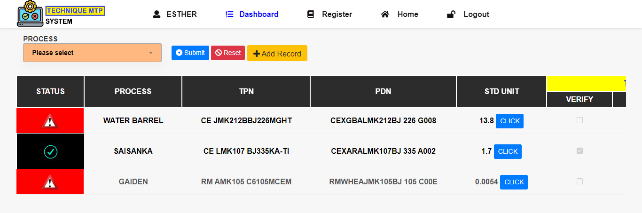 TECHNIQUE MTP
SYSTEM
ESTHER
Dashboard
Register
Home
Logout
PROCESS
Please select
Submit
Reset
Add Record
STATUS PROCESS TPN PDN STD UNIT
VERIFY
WATER BARREL CE JMK212BBJ226MGHT CEXGBALMK212BJ 226 G008 13.8 CLICK
SAISANKA CE LMK107 BJ335KA-TI CEXARALMK107BJ 335 A002 1.7 CLICK
GAIDEN RM AMK105 C6105MCEM RMWHEAJMK105BJ 105 C00E 0.0054 CLICK